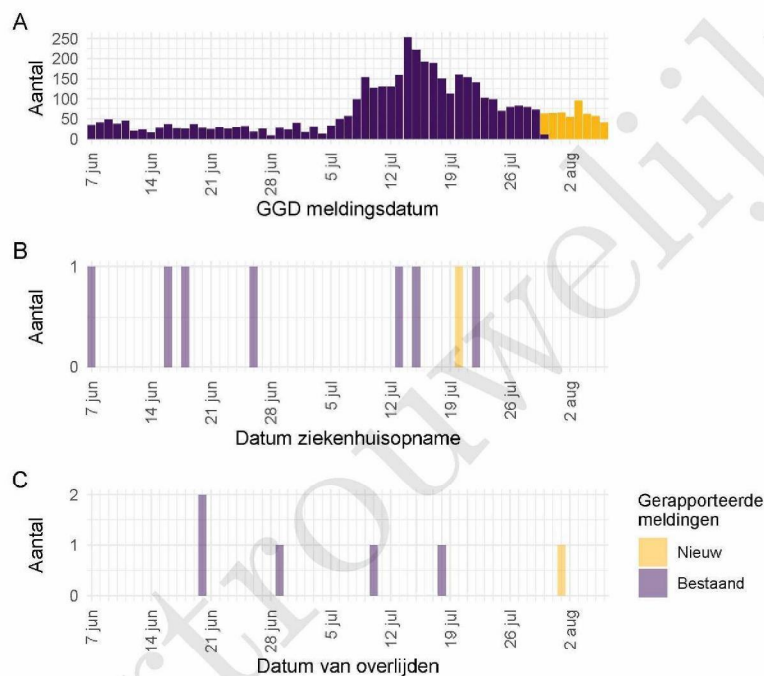 A
Aantal
250
200
150
100
50
0
7 jun 14 jun 21 jun 28 jun 5 jul 12 jul 19 jul 26 jul 2 aug
GGD meldingsdatum
B
Aantal
1
0
7 jun 14 jun 21 jun 28 jun 5 jul 12 jul 19 jul 26 jul 2 aug
Datum ziekenhuisopname
C
Aantal
2
1
0
7 jun 14 jun 21 jun 28 jun 5 jul 12 jul 19 jul 26 jul 2 aug
Datum van overlijden
Gerapporteerde
meldingen
Nieuw
Bestaand